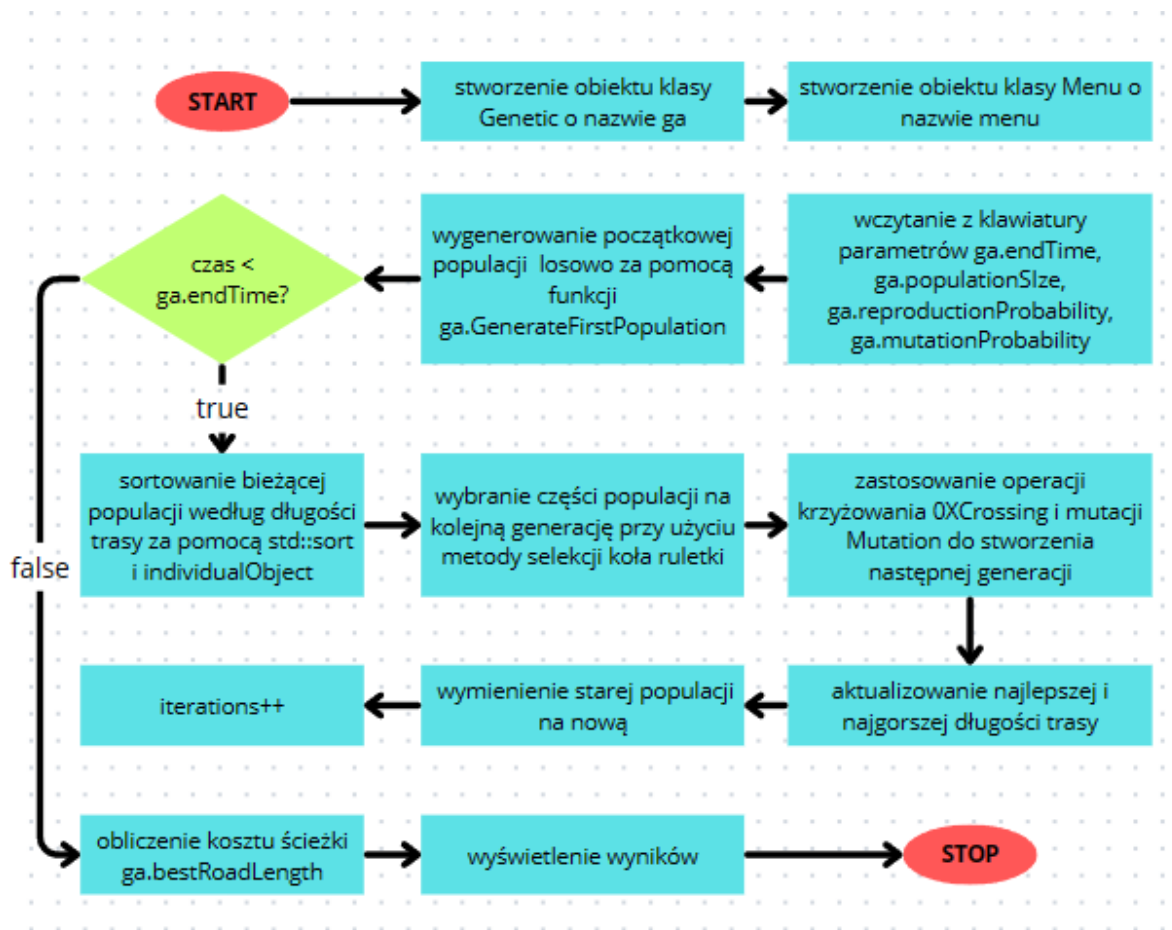 START
stworzenie obiektu klasy
Genetic o nazwie ga
stworzenie obiektu klasy Menu o
nazwie menu
czas <
ga.endTime?
wygenerowanie początkowej
populacji losowo za pomocą
funkcji
ga.GenerateFirstPopulation
wczytanie z klawiatury
parametrów ga.endTime,
ga.populationSIze,
ga.reproductionProbability,
ga.mutationProbability
true
false
sortowanie bieżącej
populacji według długości
trasy za pomocą std::sort
i individualObject
wybranie części populacji na
kolejną generację przy użyciu
metody selekcji koła ruletki
zastosowanie operacji
krzyżowania 0XCrossing i mutacji
Mutation do stworzenia
następnej generacji
iterations++
wymienienie starej populacji
na nową
aktualizowanie najlepszej i
najgorszej długości trasy
obliczenie kosztu ścieżki
ga.bestRoadLength
wyświetlenie wyników
STOP